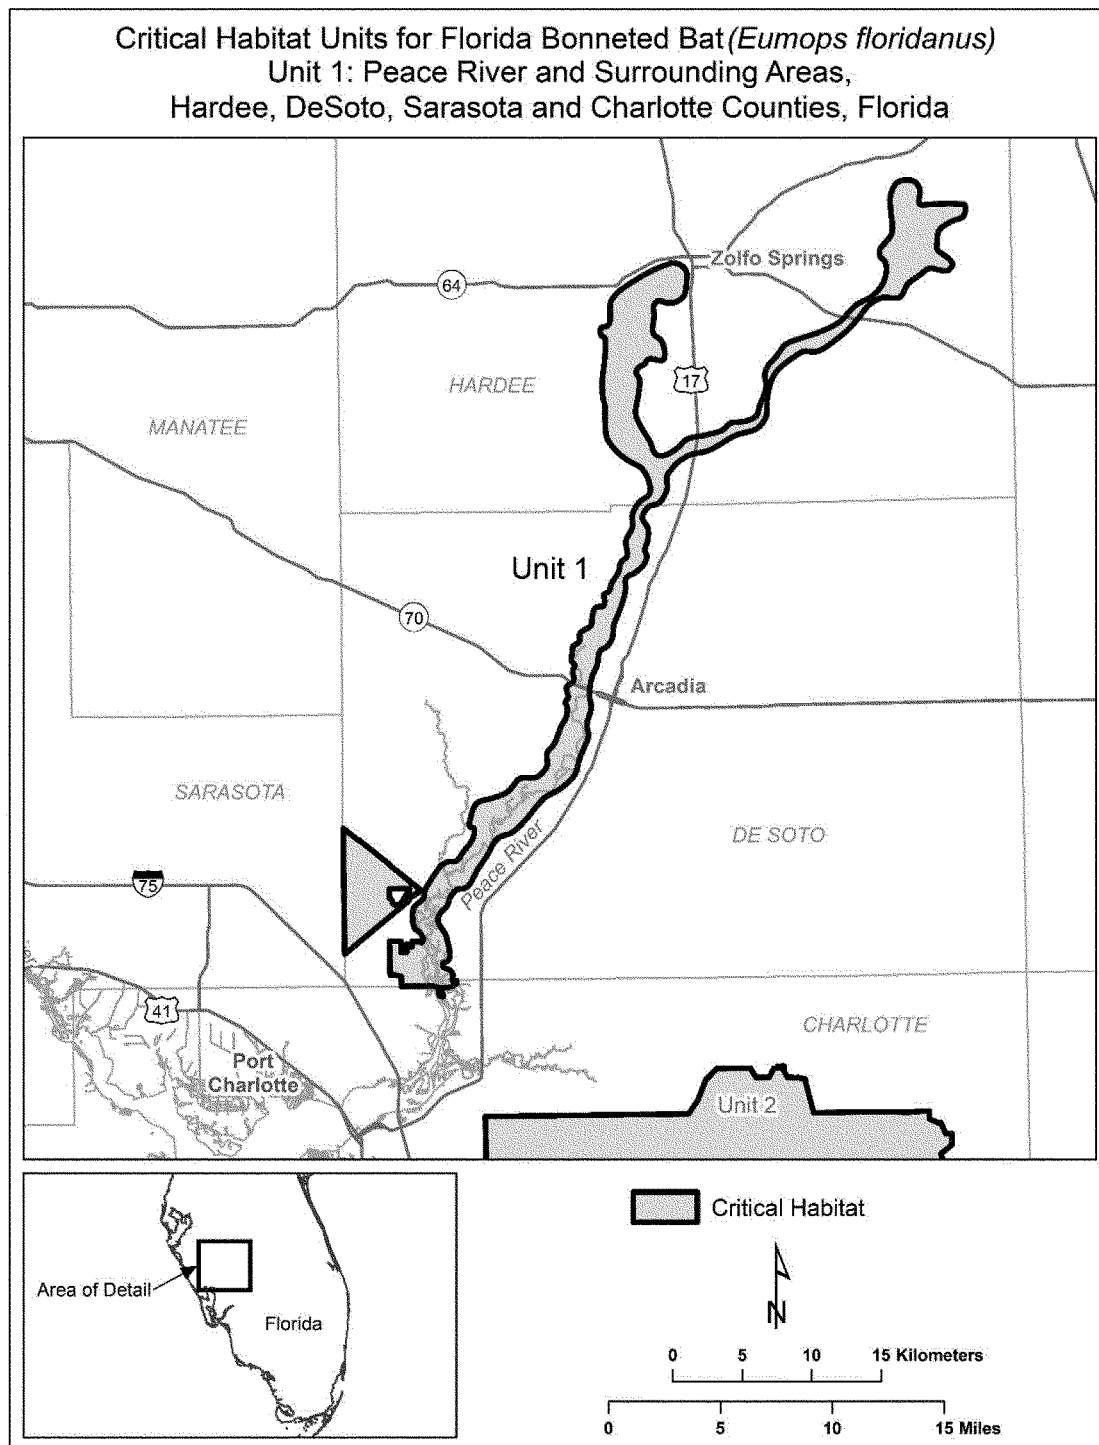 Critical Habitat Units for Florida Bonneted Bat (Eumops floridanus)
Unit 1: Peace River and Surrounding Areas,
Hardee, DeSoto, Sarasota and Charlotte Counties, Florida
Zolfo Springs
64
HARDEE
17
MANATEE
Unit 1
70
Arcadia
SARASOTA
DE SOTO
Peace River
75
41
CHARLOTTE
Port
Charlotte
Unit 2
Critical Habitat
Area of Detail
Florida
N
0 5 10 15 Kilometers
0 5 10 15 Miles